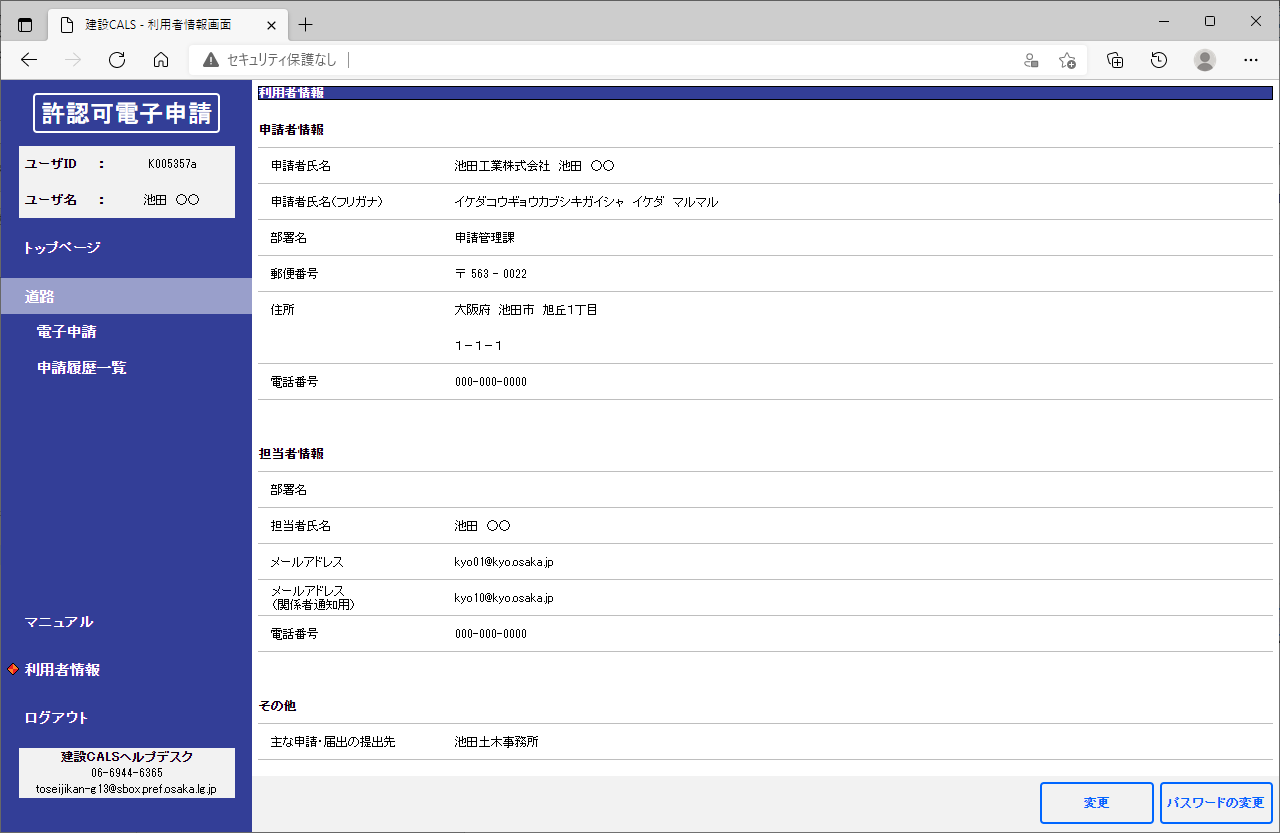 建設CALS - 利用者情報画面
セキュリティ保護なし
許認可電子申請
ユーザID ： K005357a
ユーザ名 ： 池田　〇〇
トップページ
道路
電子申請
申請履歴一覧
マニュアル
利用者情報
ログアウト
建設CALSヘルプデスク
06-6944-6365
toseijikan-g13@sbox.pref.osaka.lg.jp
利用者情報
申請者情報
申請者氏名 池田工業株式会社　池田　〇〇
申請者氏名（フリガナ） イケダコウギョウカブシキガイシャ　イケダ　マルマル
部署名 申請管理課
郵便番号 〒 563 - 0022
住所 大阪府　池田市　旭丘１丁目
１－１－１
電話番号 000-000-0000
担当者情報
部署名
担当者氏名 池田　〇〇
メールアドレス kyo01@kyo.osaka.jp
メールアドレス
（関係者通知用） kyo10@kyo.osaka.jp
電話番号 000-000-0000
その他
主な申請・届出の提出先 池田土木事務所
変更
パスワードの変更